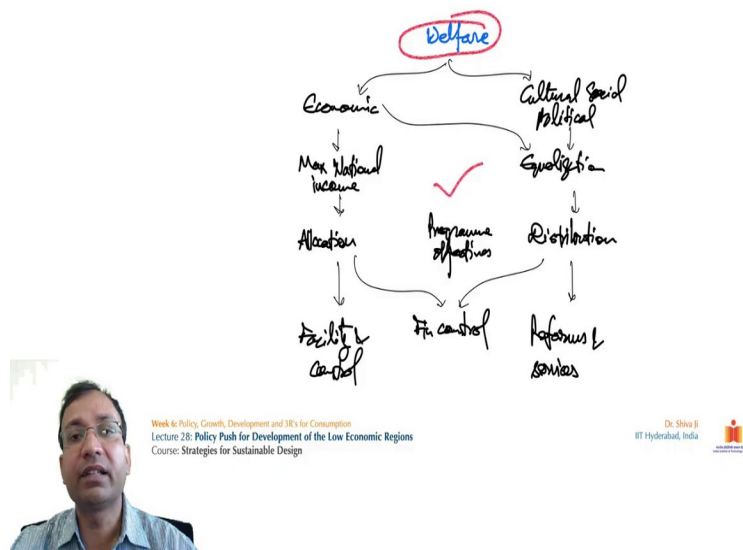 Welfare
Economic
Cultural Social
Political
Max National
income
Equalization
Allocation
Programme
objectives
Distribution
Facility &
control
Fin control
Reforms &
services
Week 6: Policy, Growth, Development and 3R's for Consumption
Lecture 28: Policy Push for Development of the Low Economic Regions
Course: Strategies for Sustainable Design
Dr. Shiva Ji
IIT Hyderabad, India